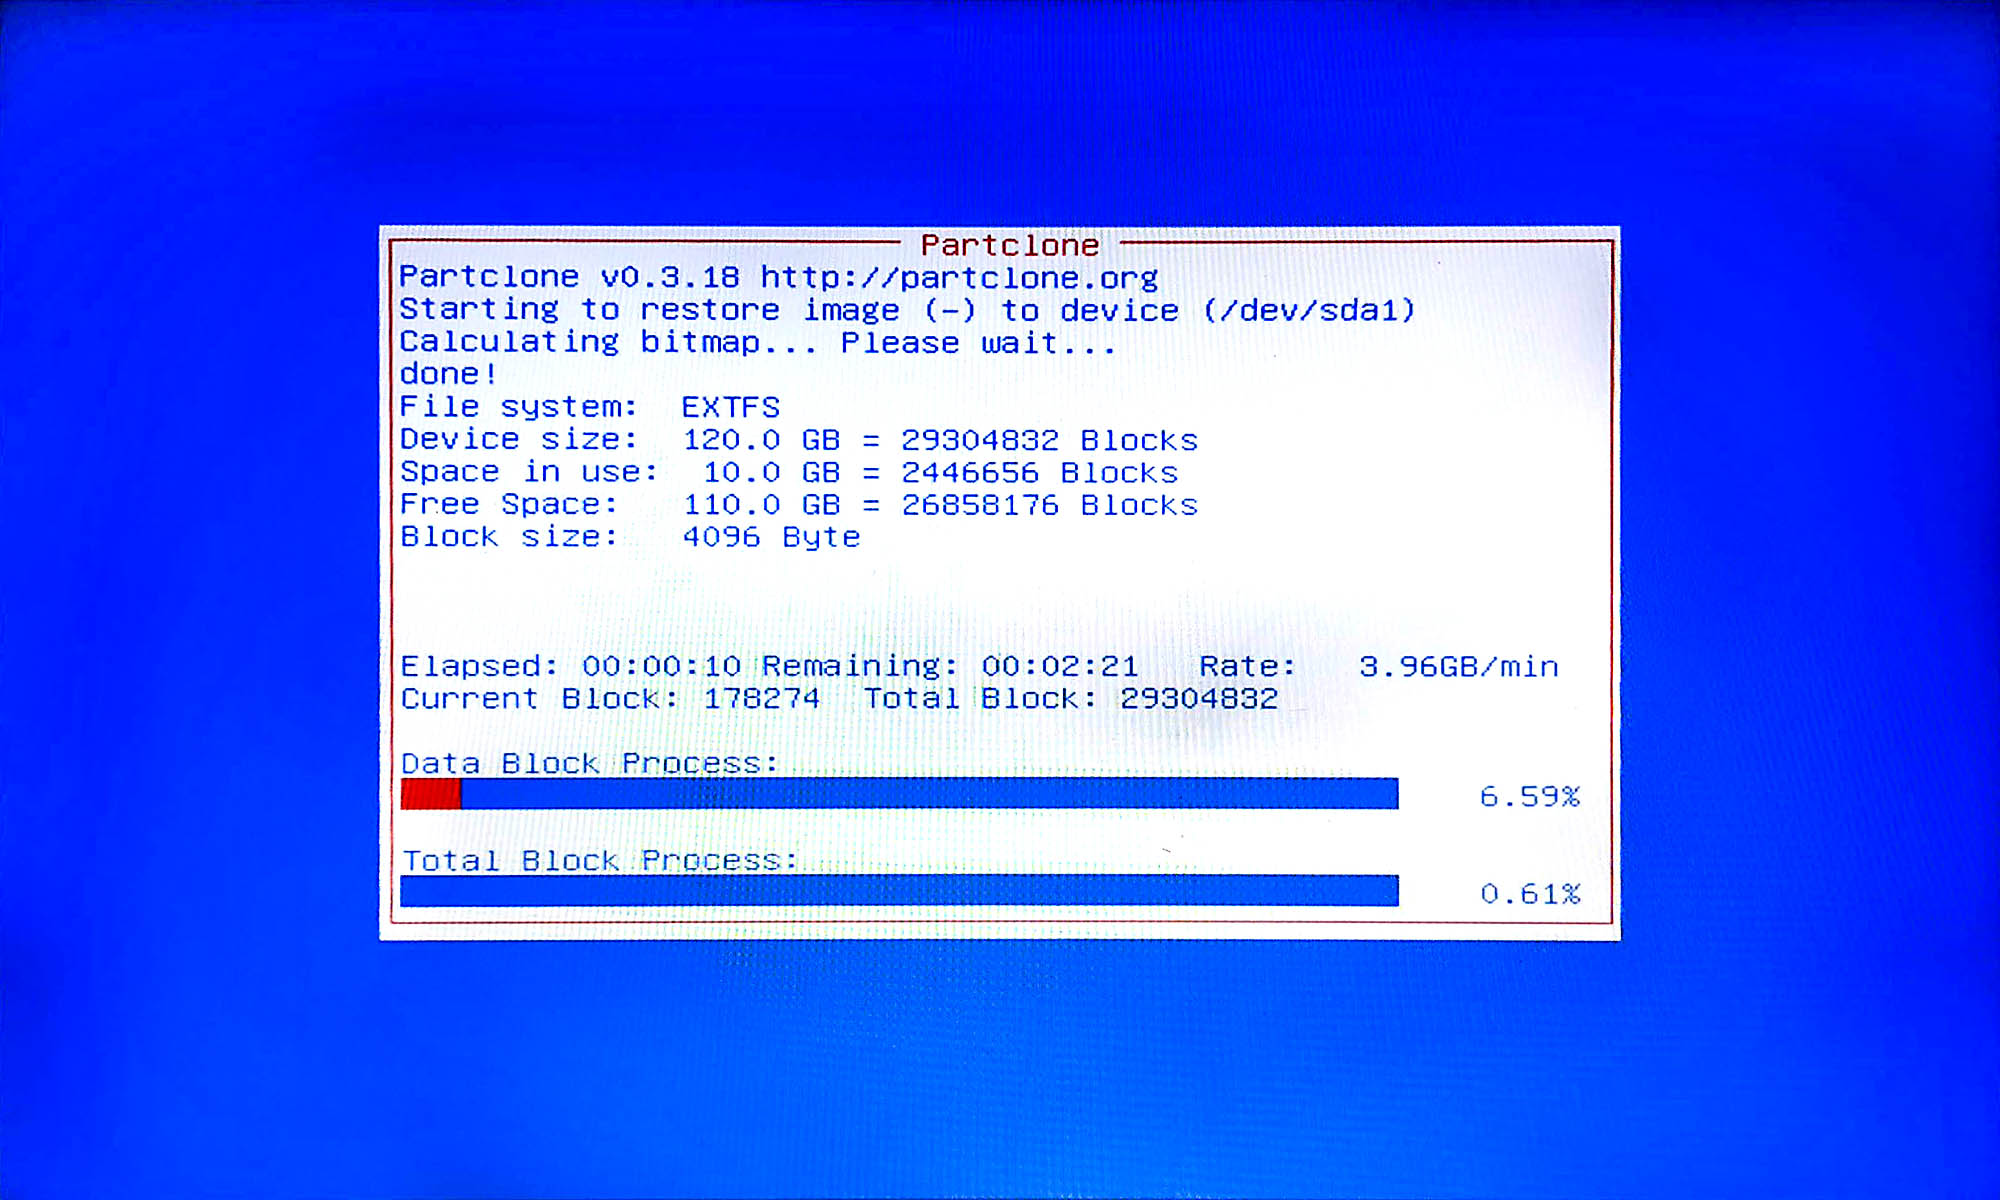 Partclone
Partclone v0.3.18 http://partclone.org
Starting to restore image (-) to device (/dev/sda1)
Calculating bitmap... Please wait...
done!
File system: EXTFS
Device size: 120.0 GB = 29304832 Blocks
Space in use: 10.0 GB = 2446656 Blocks
Free Space: 110.0 GB = 26858176 Blocks
Block size: 4096 Byte
Elapsed: 00:00:10 Remaining: 00:02:21 Rate: 3.96GB/min
Current Block: 178274 Total Block: 29304832
Data Block Process:
6.59%
Total Block Process:
0.61%